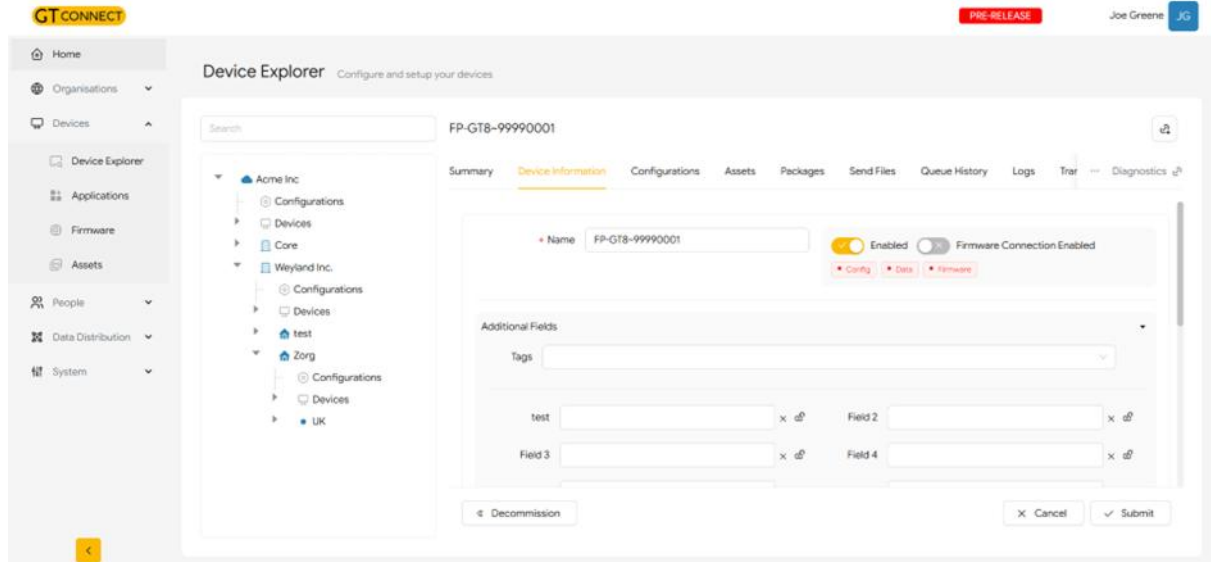 GT CONNECT
PRE-RELEASE
Joe Greene
JG
Home
Organisations
Devices
Device Explorer
Applications
Firmware
Assets
People
Data Distribution
System
Device Explorer Configure and setup your devices
Search
Acme Inc
Configurations
Devices
Core
Weyland Inc.
Configurations
Devices
test
Zorg
Configurations
Devices
UK
FP-GT8~99990001
Summary Device Information Configurations Assets Packages Send Files Queue History Logs Trar ··· Diagnostics
* Name FP-GT8~99990001
Enabled Firmware Connection Enabled
Config Data Firmware
Additional Fields
Tags
test Field 2
Field 3 Field 4
Decommission
Cancel Submit